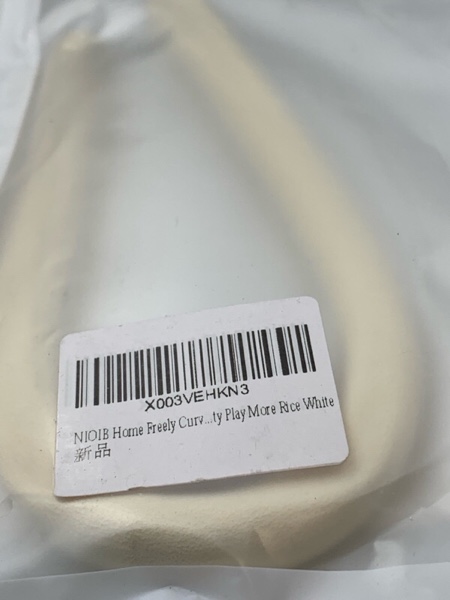 X003VEHKN3
NIOIB Home Freely Curv...ty Play More Rice White
新品